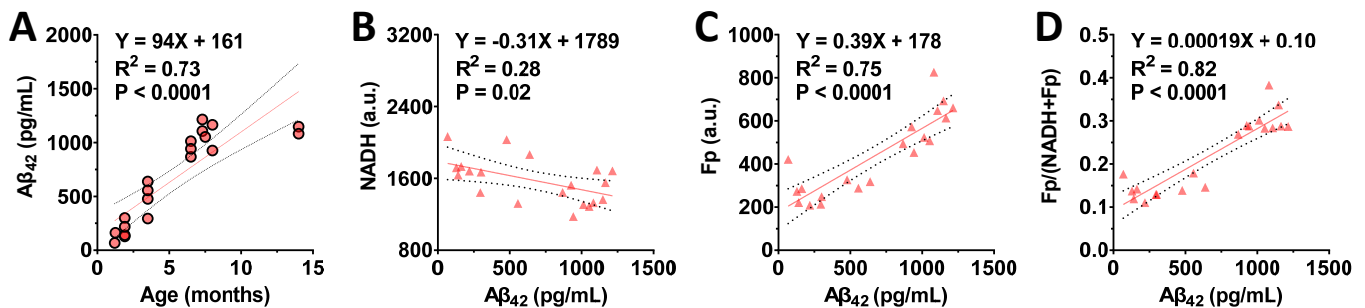 A
Y = 94X + 161
R² = 0.73
P < 0.0001
Aβ₄₂ (pg/mL)
2000
1500
1000
500
0
0 5 10 15
Age (months)
B
Y = -0.31X + 1789
R² = 0.28
P = 0.02
NADH (a.u.)
3200
2400
1600
800
0 500 1000 1500
Aβ₄₂ (pg/mL)
C
Y = 0.39X + 178
R² = 0.75
P < 0.0001
Fp (a.u.)
1000
800
600
400
200
0
0 500 1000 1500
Aβ₄₂ (pg/mL)
D
Y = 0.00019X + 0.10
R² = 0.82
P < 0.0001
Fp/(NADH+Fp)
0.5
0.4
0.3
0.2
0.1
0.0
0 500 1000 1500
Aβ₄₂ (pg/mL)